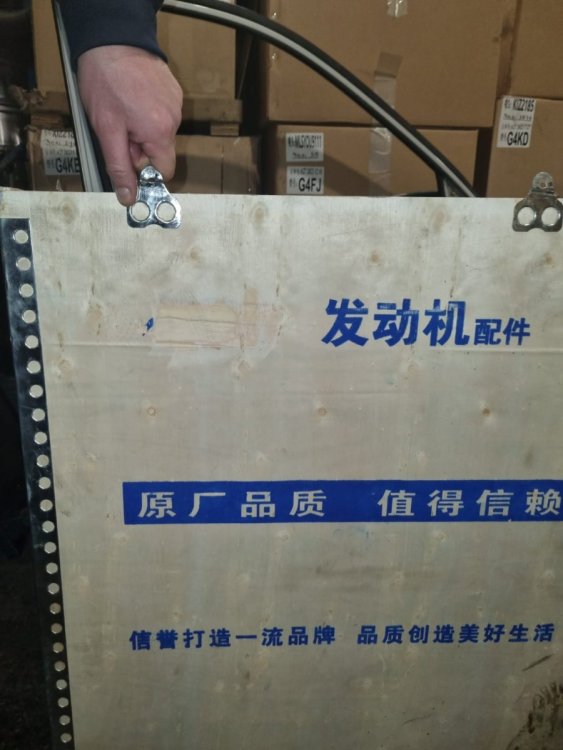 KIZ2185
G4KD
G4FJ
发动机配件
原厂品质 值得信赖
信誉打造一流品牌 品质创造美好生活